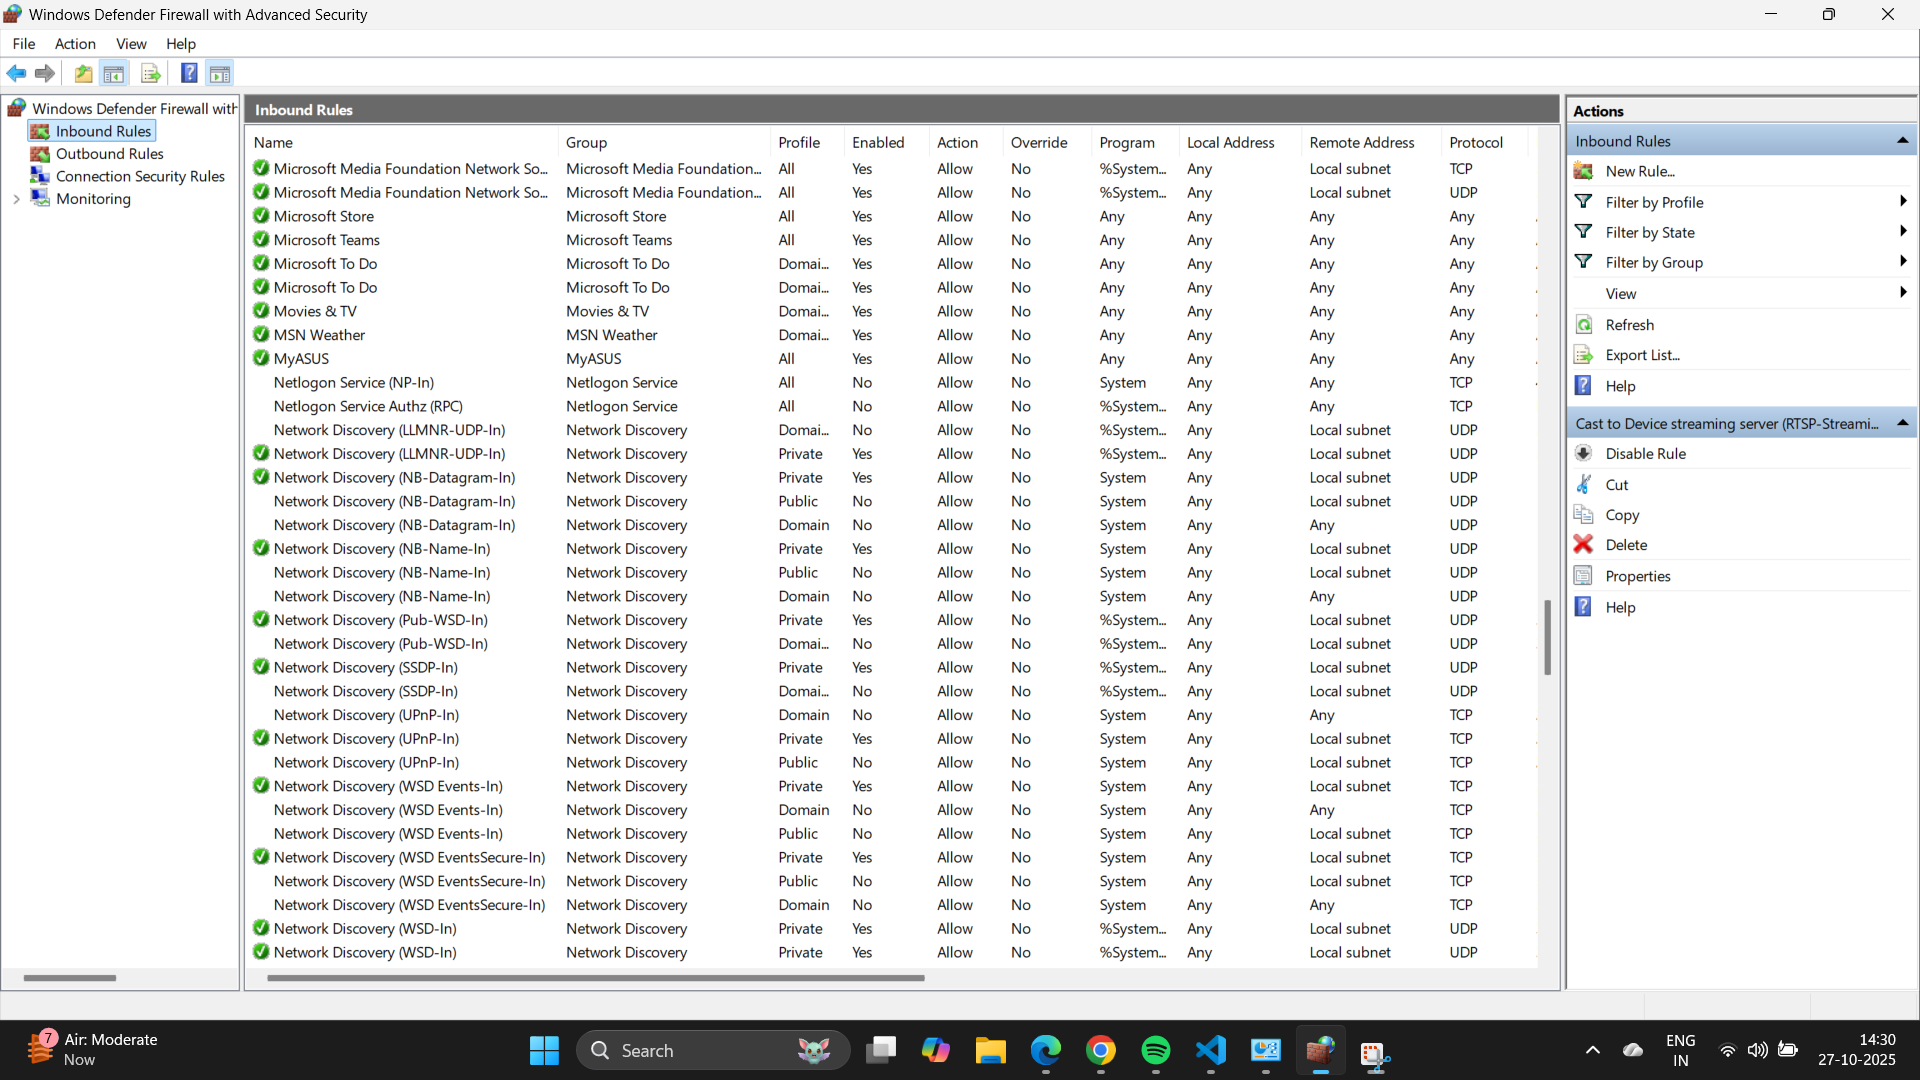 Windows Defender Firewall with Advanced Security
File Action View Help
Windows Defender Firewall with
Inbound Rules
Outbound Rules
Connection Security Rules
Monitoring
Inbound Rules
Name Group Profile Enabled Action Override Program Local Address Remote Address Protocol
Microsoft Media Foundation Network So... Microsoft Media Foundation... All Yes Allow No %System... Any Local subnet TCP
Microsoft Media Foundation Network So... Microsoft Media Foundation... All Yes Allow No %System... Any Local subnet UDP
Microsoft Store Microsoft Store All Yes Allow No Any Any Any Any
Microsoft Teams Microsoft Teams All Yes Allow No Any Any Any Any
Microsoft To Do Microsoft To Do Domai... Yes Allow No Any Any Any Any
Microsoft To Do Microsoft To Do Domai... Yes Allow No Any Any Any Any
Movies & TV Movies & TV Domai... Yes Allow No Any Any Any Any
MSN Weather MSN Weather Domai... Yes Allow No Any Any Any Any
MyASUS MyASUS All Yes Allow No Any Any Any Any
Netlogon Service (NP-In) Netlogon Service All No Allow No System Any Any TCP
Netlogon Service Authz (RPC) Netlogon Service All No Allow No %System... Any Any TCP
Network Discovery (LLMNR-UDP-In) Network Discovery Domai... No Allow No %System... Any Local subnet UDP
Network Discovery (LLMNR-UDP-In) Network Discovery Private Yes Allow No %System... Any Local subnet UDP
Network Discovery (NB-Datagram-In) Network Discovery Private Yes Allow No System Any Local subnet UDP
Network Discovery (NB-Datagram-In) Network Discovery Public No Allow No System Any Local subnet UDP
Network Discovery (NB-Datagram-In) Network Discovery Domain No Allow No System Any Any UDP
Network Discovery (NB-Name-In) Network Discovery Private Yes Allow No System Any Local subnet UDP
Network Discovery (NB-Name-In) Network Discovery Public No Allow No System Any Local subnet UDP
Network Discovery (NB-Name-In) Network Discovery Domain No Allow No System Any Any UDP
Network Discovery (Pub-WSD-In) Network Discovery Private Yes Allow No %System... Any Local subnet UDP
Network Discovery (Pub-WSD-In) Network Discovery Domai... No Allow No %System... Any Local subnet UDP
Network Discovery (SSDP-In) Network Discovery Private Yes Allow No %System... Any Local subnet UDP
Network Discovery (SSDP-In) Network Discovery Domai... No Allow No %System... Any Local subnet UDP
Network Discovery (UPnP-In) Network Discovery Domain No Allow No System Any Any TCP
Network Discovery (UPnP-In) Network Discovery Private Yes Allow No System Any Local subnet TCP
Network Discovery (UPnP-In) Network Discovery Public No Allow No System Any Local subnet TCP
Network Discovery (WSD Events-In) Network Discovery Private Yes Allow No System Any Local subnet TCP
Network Discovery (WSD Events-In) Network Discovery Domain No Allow No System Any Any TCP
Network Discovery (WSD Events-In) Network Discovery Public No Allow No System Any Local subnet TCP
Network Discovery (WSD EventsSecure-In) Network Discovery Private Yes Allow No System Any Local subnet TCP
Network Discovery (WSD EventsSecure-In) Network Discovery Public No Allow No System Any Local subnet TCP
Network Discovery (WSD EventsSecure-In) Network Discovery Domain No Allow No System Any Any TCP
Network Discovery (WSD-In) Network Discovery Private Yes Allow No %System... Any Local subnet UDP
Network Discovery (WSD-In) Network Discovery Private Yes Allow No %System... Any Local subnet UDP
Actions
Inbound Rules
New Rule...
Filter by Profile
Filter by State
Filter by Group
View
Refresh
Export List...
Help
Cast to Device streaming server (RTSP-Streami...
Disable Rule
Cut
Copy
Delete
Properties
Help
7
Air: Moderate
Now
Search
ENG
IN
14:30
27-10-2025